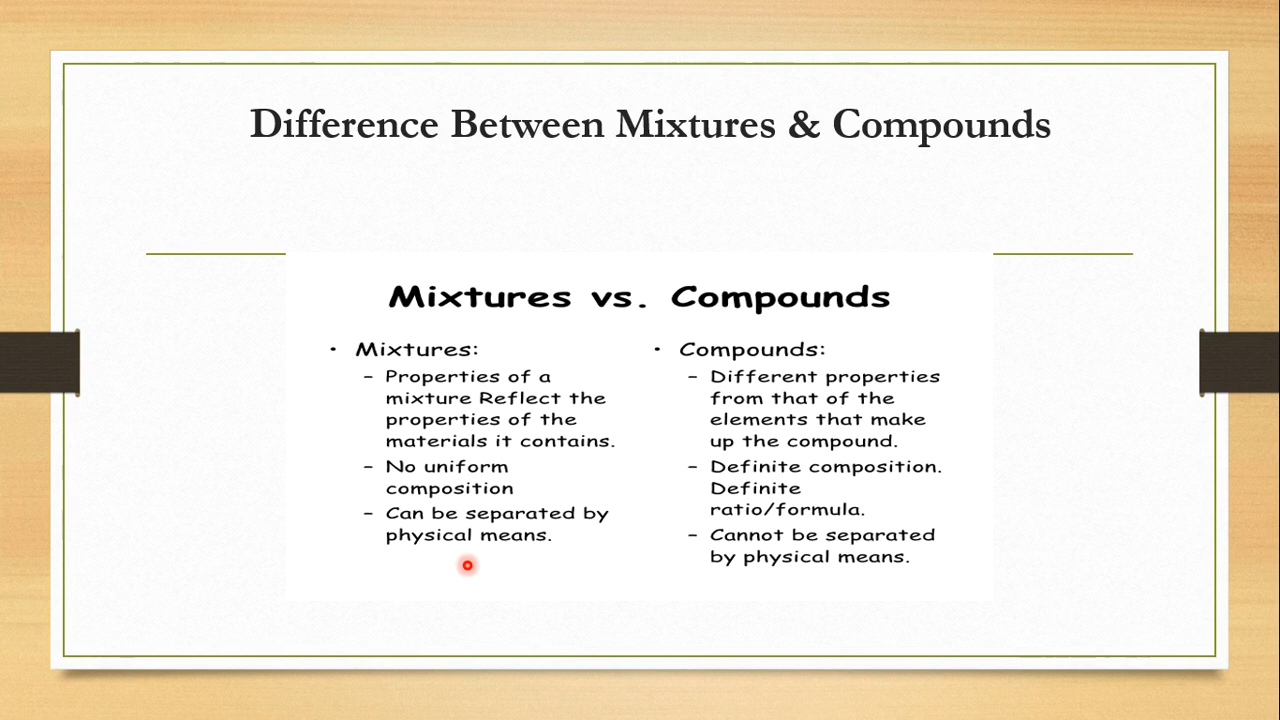 Difference Between Mixtures & Compounds
Mixtures vs. Compounds
• Mixtures:
– Properties of a
mixture Reflect the
properties of the
materials it contains.
– No uniform
composition
– Can be separated by
physical means.
• Compounds:
– Different properties
from that of the
elements that make
up the compound.
– Definite composition.
Definite
ratio/formula.
– Cannot be separated
by physical means.